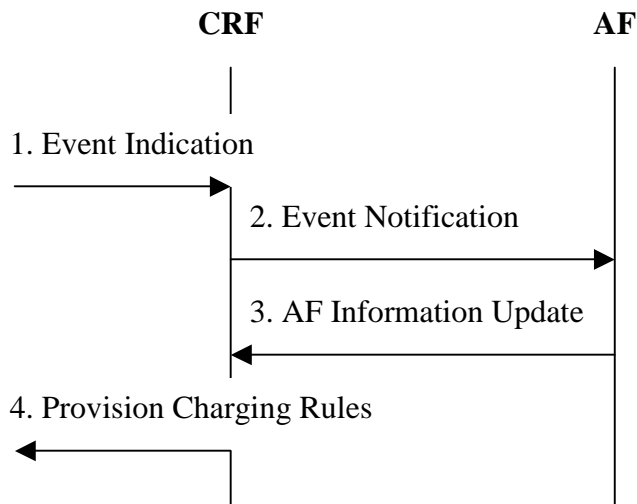 CRF
AF
1. Event Indication
2. Event Notification
3. AF Information Update
4. Provision Charging Rules